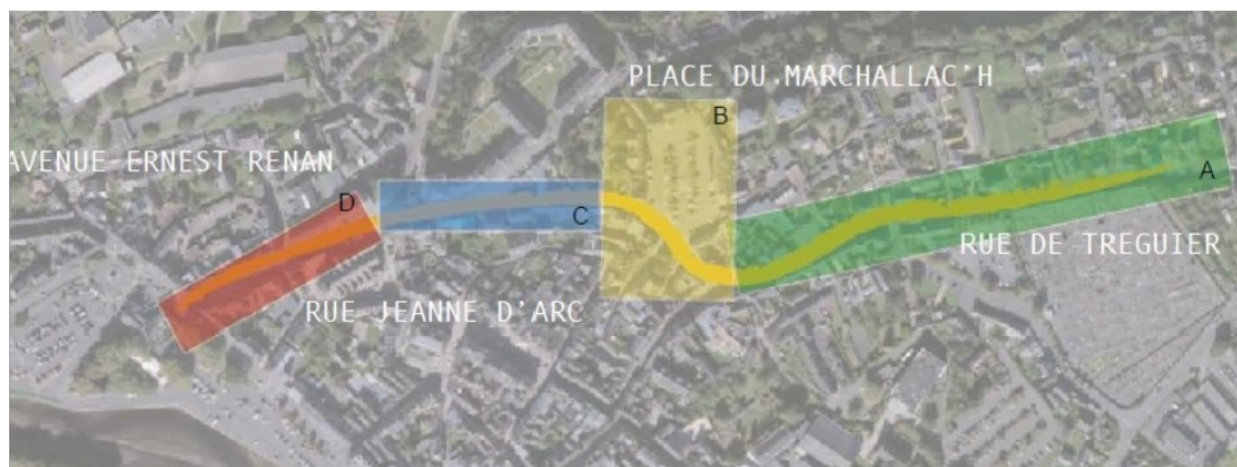 PLACE DU MARCHALLAC'H
B
AVENUE ERNEST RENAN
A
D
C
RUE DE TREGUIER
RUE JEANNE D'ARC